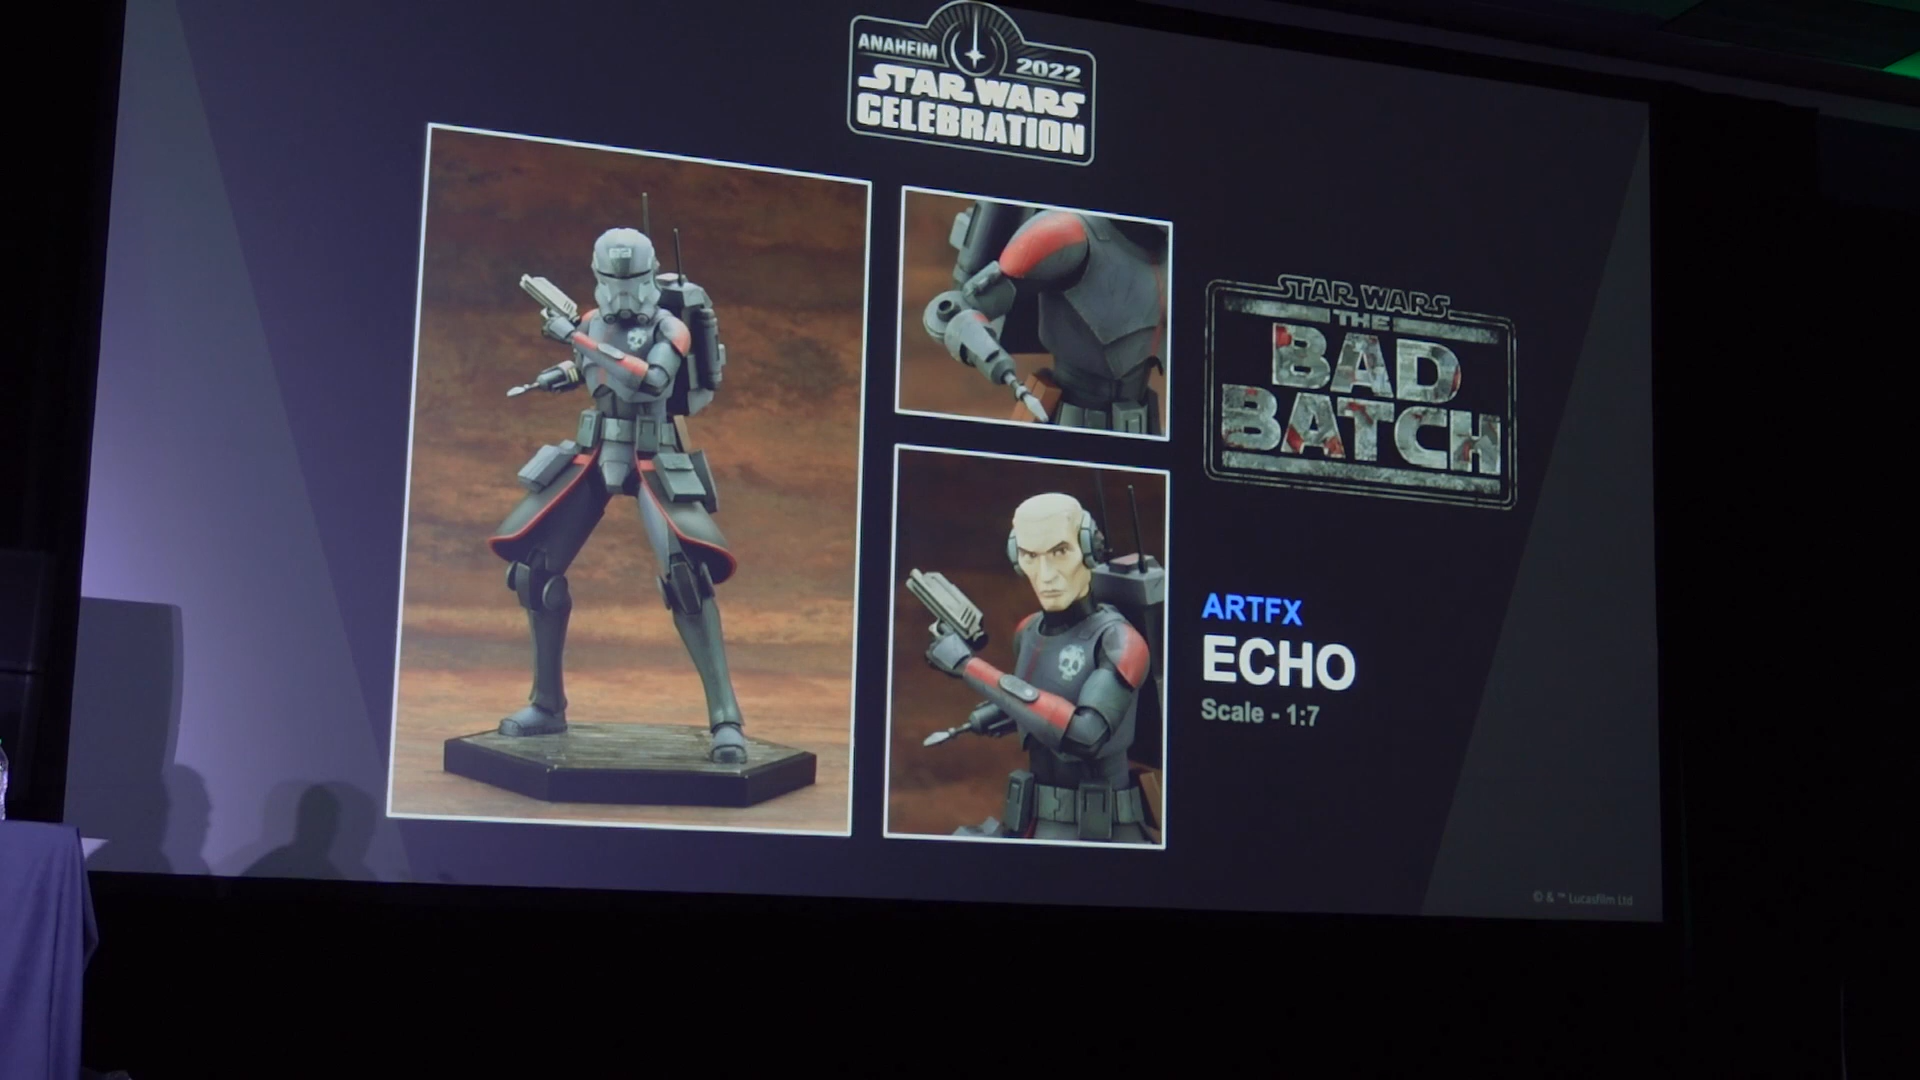 ANAHEIM 2022
STAR WARS
CELEBRATION
STAR WARS
THE
BAD
BATCH
ARTFX
ECHO
Scale - 1:7
© & ™ Lucasfilm Ltd